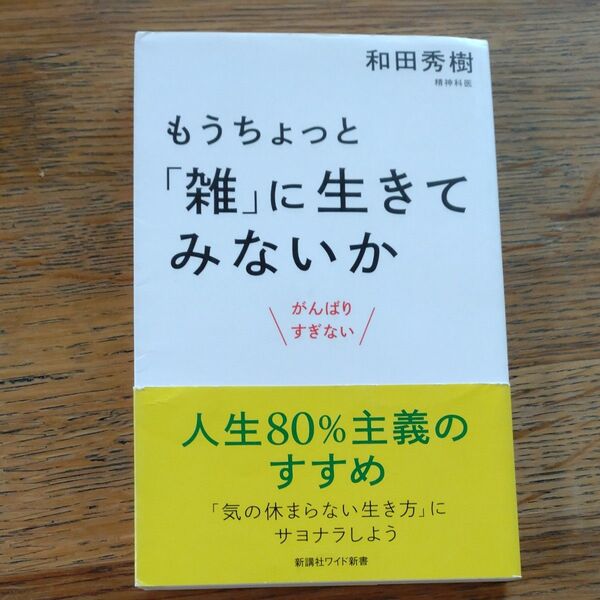 和田秀樹
精神科医
もうちょっと
「雑」に生きて
みないか
がんばり
すぎない
人生80%主義の
すすめ
「気の休まらない生き方」に
サヨナラしよう
新講社ワイド新書